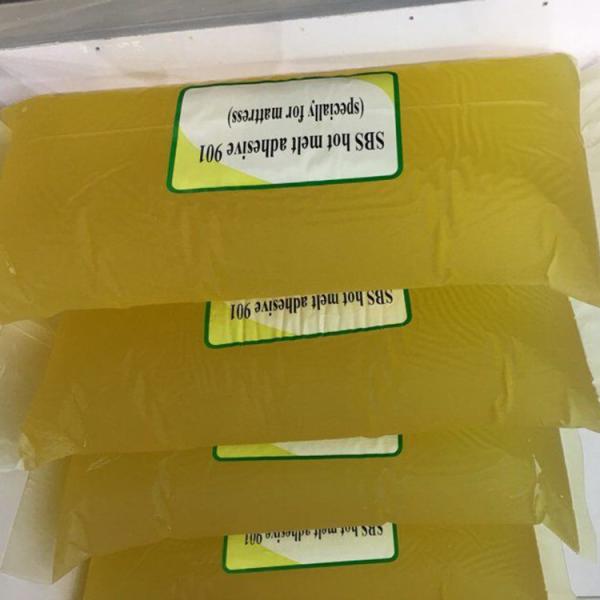 SBS hot melt adhesive 901
(specially for mattress)
SBS hot melt adhesive 901
SBS hot melt adhesive 901